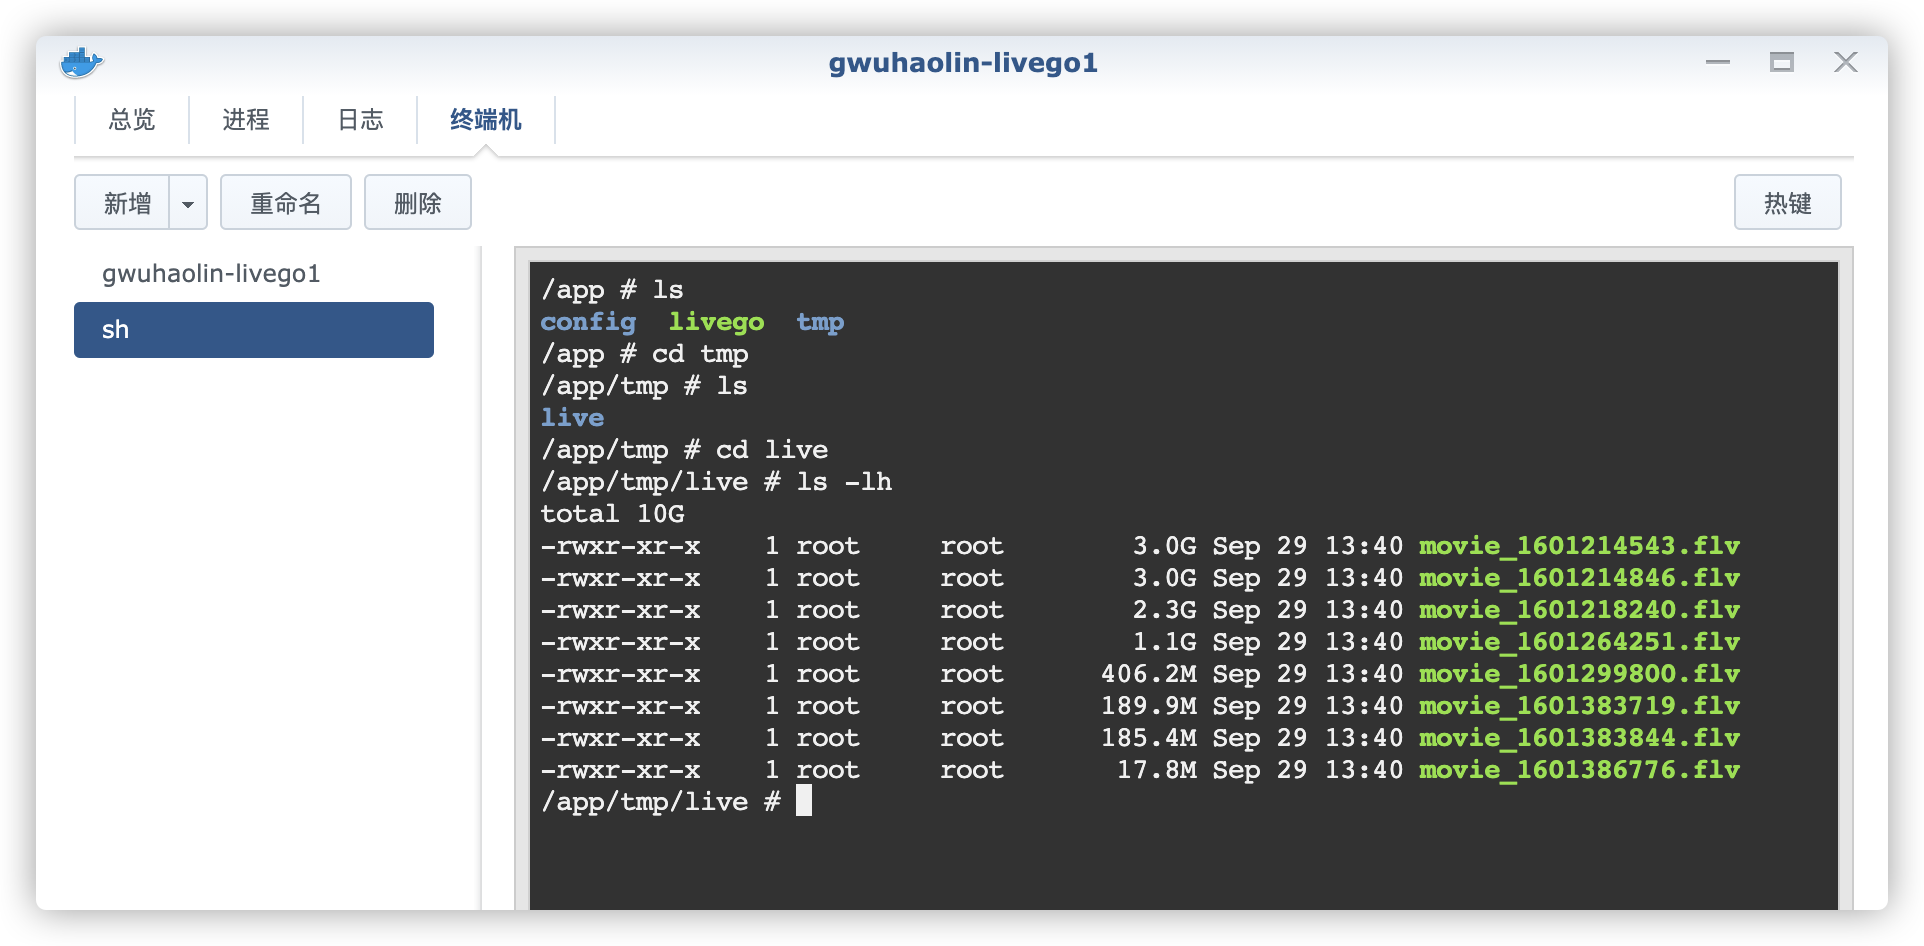 gwuhaolin-livego1
总览 进程 日志 终端机
新增 重命名 删除 热键
gwuhaolin-livego1
sh
/app # ls
config  livego  tmp
/app # cd tmp
/app/tmp # ls
live
/app/tmp # cd live
/app/tmp/live # ls -lh
total 10G
-rwxr-xr-x    1 root     root        3.0G Sep 29 13:40 movie_1601214543.flv
-rwxr-xr-x    1 root     root        3.0G Sep 29 13:40 movie_1601214846.flv
-rwxr-xr-x    1 root     root        2.3G Sep 29 13:40 movie_1601218240.flv
-rwxr-xr-x    1 root     root        1.1G Sep 29 13:40 movie_1601264251.flv
-rwxr-xr-x    1 root     root      406.2M Sep 29 13:40 movie_1601299800.flv
-rwxr-xr-x    1 root     root      189.9M Sep 29 13:40 movie_1601383719.flv
-rwxr-xr-x    1 root     root      185.4M Sep 29 13:40 movie_1601383844.flv
-rwxr-xr-x    1 root     root       17.8M Sep 29 13:40 movie_1601386776.flv
/app/tmp/live #